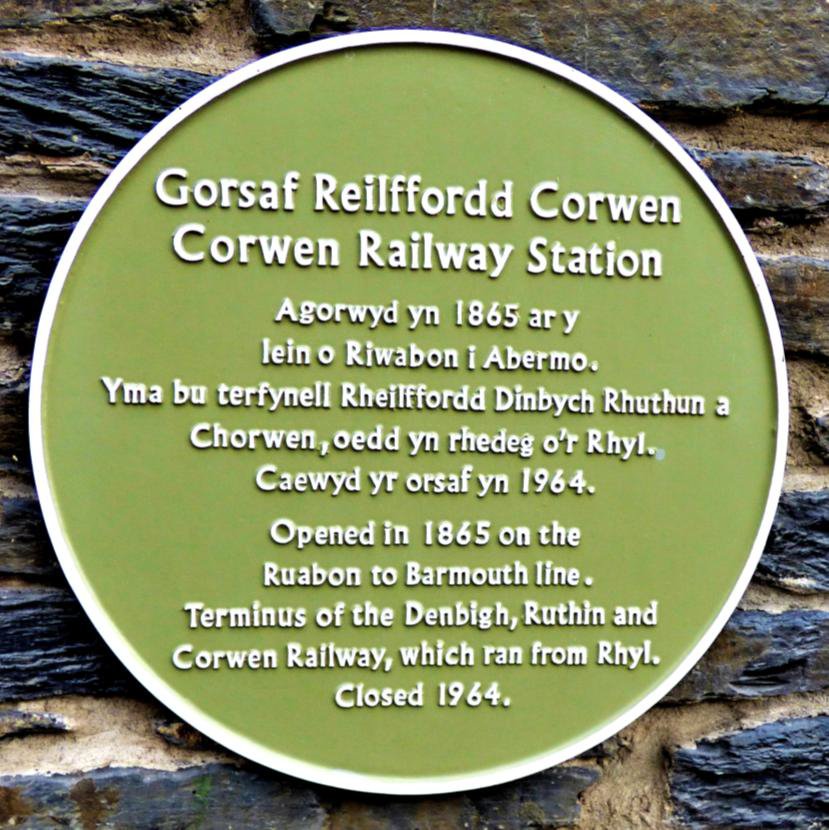 Gorsaf Reilffordd Corwen
Corwen Railway Station
Agorwyd yn 1865 ar y
lein o Riwabon i Abermo.
Yma bu terfynell Rheilffordd Dinbych Rhuthun a
Chorwen, oedd yn rhedeg o'r Rhyl.
Caewyd yr orsaf yn 1964.
Opened in 1865 on the
Ruabon to Barmouth line.
Terminus of the Denbigh, Ruthin and
Corwen Railway, which ran from Rhyl.
Closed 1964.